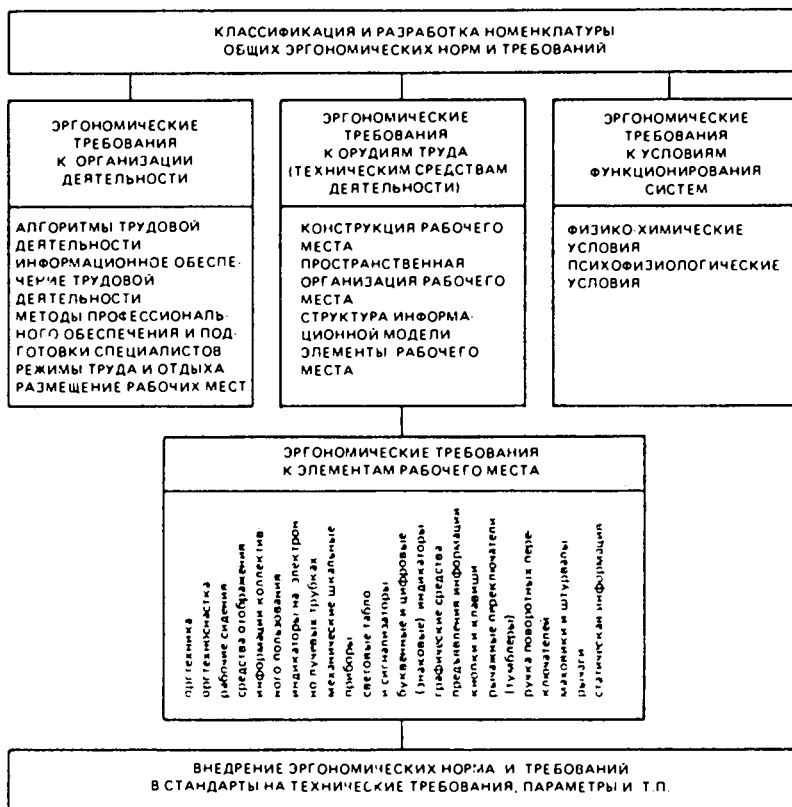 КЛАССИФИКАЦИЯ И РАЗРАБОТКА НОМЕНКЛАТУРЫ
ОБЩИХ ЭРГОНОМИЧЕСКИХ НОРМ И ТРЕБОВАНИЙ
ЭРГОНОМИЧЕСКИЕ
ТРЕБОВАНИЯ
К ОРГАНИЗАЦИИ
ДЕЯТЕЛЬНОСТИ
АЛГОРИТМЫ ТРУДОВОЙ
ДЕЯТЕЛЬНОСТИ
ИНФОРМАЦИОННОЕ ОБЕСПЕ-
ЧЕНИЕ ТРУДОВОЙ
ДЕЯТЕЛЬНОСТИ
МЕТОДЫ ПРОФЕССИОНАЛЬ-
НОГО ОБЕСПЕЧЕНИЯ И ПОД-
ГОТОВКИ СПЕЦИАЛИСТОВ
РЕЖИМЫ ТРУДА И ОТДЫХА
РАЗМЕЩЕНИЕ РАБОЧИХ МЕСТ
ЭРГОНОМИЧЕСКИЕ
ТРЕБОВАНИЯ
К ОРУДИЯМ ТРУДА
(ТЕХНИЧЕСКИМ СРЕДСТВАМ
ДЕЯТЕЛЬНОСТИ)
КОНСТРУКЦИЯ РАБОЧЕГО
МЕСТА
ПРОСТРАНСТВЕННАЯ
ОРГАНИЗАЦИЯ РАБОЧЕГО
МЕСТА
СТРУКТУРА ИНФОРМА-
ЦИОННОЙ МОДЕЛИ
ЭЛЕМЕНТЫ РАБОЧЕГО
МЕСТА
ЭРГОНОМИЧЕСКИЕ
ТРЕБОВАНИЯ
К УСЛОВИЯМ
ФУНКЦИОНИРОВАНИЯ
СИСТЕМ
ФИЗИКО-ХИМИЧЕСКИЕ
УСЛОВИЯ
ПСИХОФИЗИОЛОГИЧЕСКИЕ
УСЛОВИЯ
ЭРГОНОМИЧЕСКИЕ ТРЕБОВАНИЯ
К ЭЛЕМЕНТАМ РАБОЧЕГО МЕСТА
оргтехника
оргтехноснастка
рабочие сидения
средства отображения
информации коллектив-
ного пользования
индикаторы на электрон
но лучевых трубках
механические шкальные
приборы
световые табло
и сигнализаторы
буквенные и цифровые
(знаковые) индикаторы
графические средства
предъявления информации
кнопки и клавиши
рычажные переключатели
(тумблеры)
ручка поворотных пере-
ключателей
маховики и штурвалы
рычаги
статическая информация
ВНЕДРЕНИЕ ЭРГОНОМИЧЕСКИХ НОРМА И ТРЕБОВАНИЙ
В СТАНДАРТЫ НА ТЕХНИЧЕСКИЕ ТРЕБОВАНИЯ, ПАРАМЕТРЫ И Т.П.